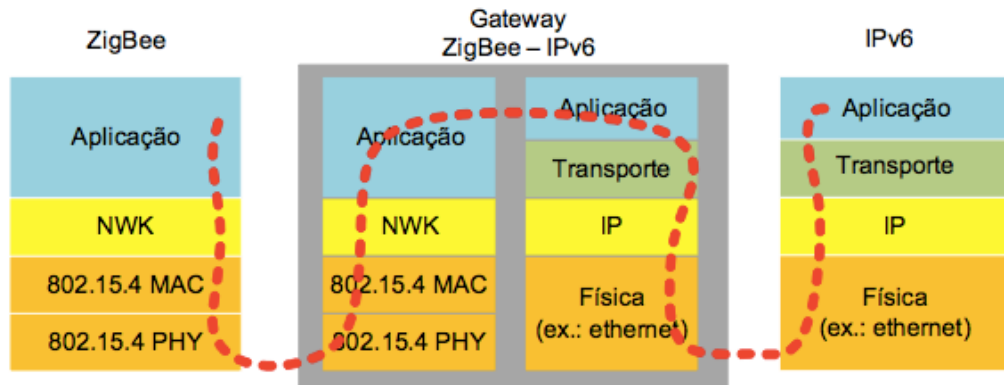 ZigBee
Aplicação
NWK
802.15.4 MAC
802.15.4 PHY
Gateway
ZigBee – IPv6
Aplicação
NWK
802.15.4 MAC
802.15.4 PHY
Aplicação
Transporte
IP
Física
(ex.: ethernet)
IPv6
Aplicação
Transporte
IP
Física
(ex.: ethernet)